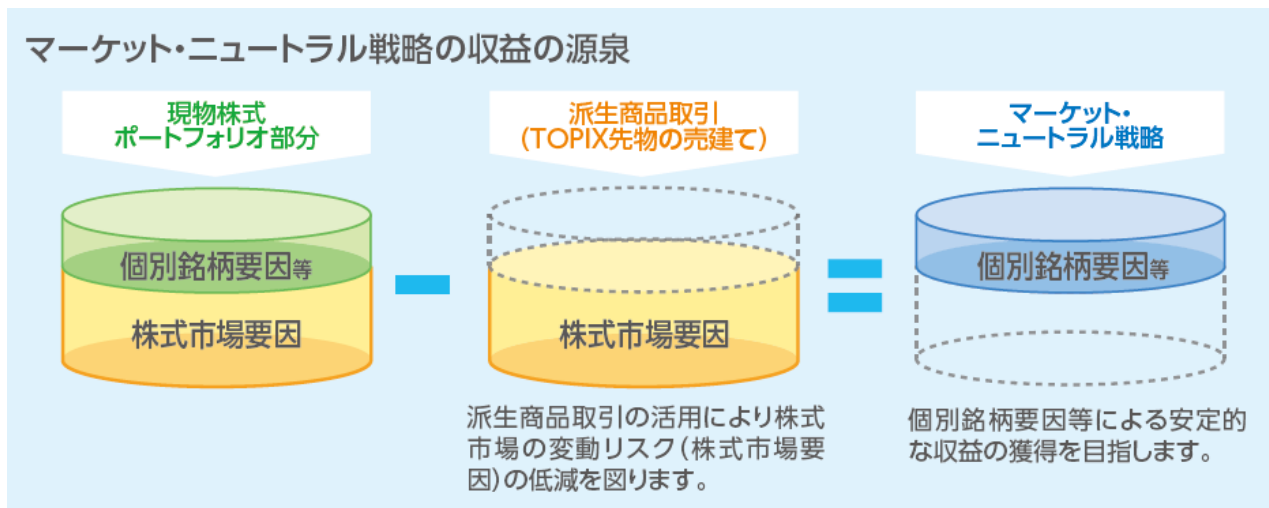 マーケット・ニュートラル戦略の収益の源泉
現物株式
ポートフォリオ部分
個別銘柄要因等
株式市場要因
派生商品取引
(TOPIX先物の売建て)
株式市場要因
派生商品取引の活用により株式
市場の変動リスク(株式市場要
因)の低減を図ります。
マーケット・
ニュートラル戦略
個別銘柄要因等
個別銘柄要因等による安定的
な収益の獲得を目指します。